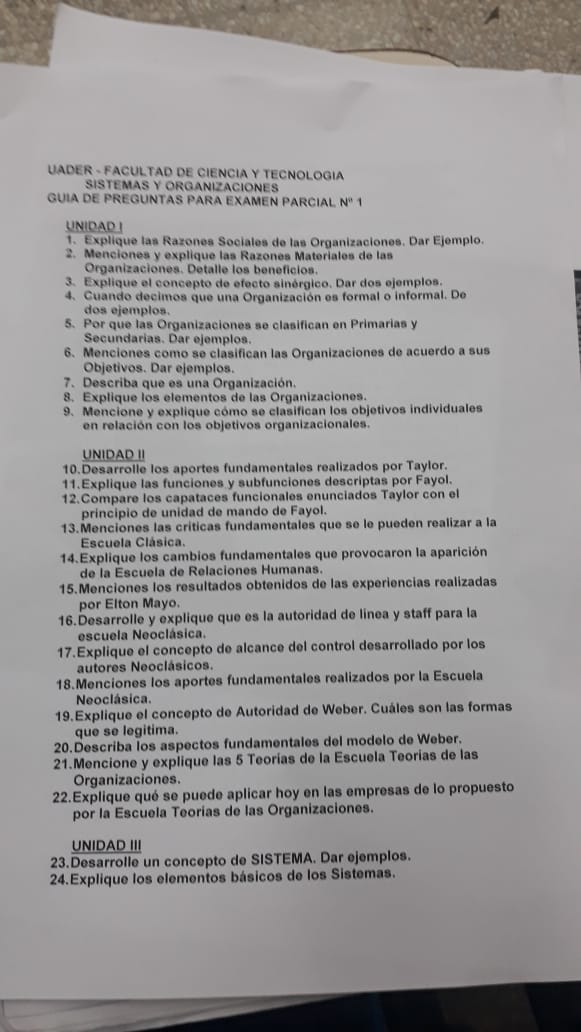 UADER - FACULTAD DE CIENCIA Y TECNOLOGIA
SISTEMAS Y ORGANIZACIONES
GUIA DE PREGUNTAS PARA EXAMEN PARCIAL Nº 1
UNIDAD I
1. Explique las Razones Sociales de las Organizaciones. Dar Ejemplo.
2. Menciones y explique las Razones Materiales de las
Organizaciones. Detalle los beneficios.
3. Explique el concepto de efecto sinérgico. Dar dos ejemplos.
4. Cuando decimos que una Organización es formal o informal. De
dos ejemplos.
5. Por que las Organizaciones se clasifican en Primarias y
Secundarias. Dar ejemplos.
6. Menciones como se clasifican las Organizaciones de acuerdo a sus
Objetivos. Dar ejemplos.
7. Describa que es una Organización.
8. Explique los elementos de las Organizaciones.
9. Mencione y explique cómo se clasifican los objetivos individuales
en relación con los objetivos organizacionales.
UNIDAD II
10.Desarrolle los aportes fundamentales realizados por Taylor.
11.Explique las funciones y subfunciones descriptas por Fayol.
12.Compare los capataces funcionales enunciados Taylor con el
principio de unidad de mando de Fayol.
13.Menciones las criticas fundamentales que se le pueden realizar a la
Escuela Clásica.
14.Explique los cambios fundamentales que provocaron la aparición
de la Escuela de Relaciones Humanas.
15.Menciones los resultados obtenidos de las experiencias realizadas
por Elton Mayo.
16.Desarrolle y explique que es la autoridad de linea y staff para la
escuela Neoclásica.
17.Explique el concepto de alcance del control desarrollado por los
autores Neoclásicos.
18.Menciones los aportes fundamentales realizados por la Escuela
Neoclásica.
19.Explique el concepto de Autoridad de Weber. Cuáles son las formas
que se legitima.
20.Describa los aspectos fundamentales del modelo de Weber.
21.Mencione y explique las 5 Teorías de la Escuela Teorias de las
Organizaciones.
22.Explique qué se puede aplicar hoy en las empresas de lo propuesto
por la Escuela Teorias de las Organizaciones.
UNIDAD III
23.Desarrolle un concepto de SISTEMA. Dar ejemplos.
24.Explique los elementos básicos de los Sistemas.